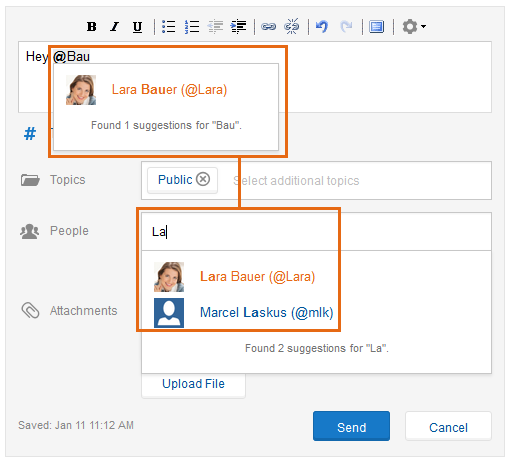 B I U
Hey @Bau
Lara Bauer (@Lara)
Found 1 suggestions for "Bau".
#
Topics
Public
Select additional topics
People
La
Lara Bauer (@Lara)
Marcel Laskus (@mlk)
Attachments
Found 2 suggestions for "La".
Upload File
Saved: Jan 11 11:12 AM
Send
Cancel